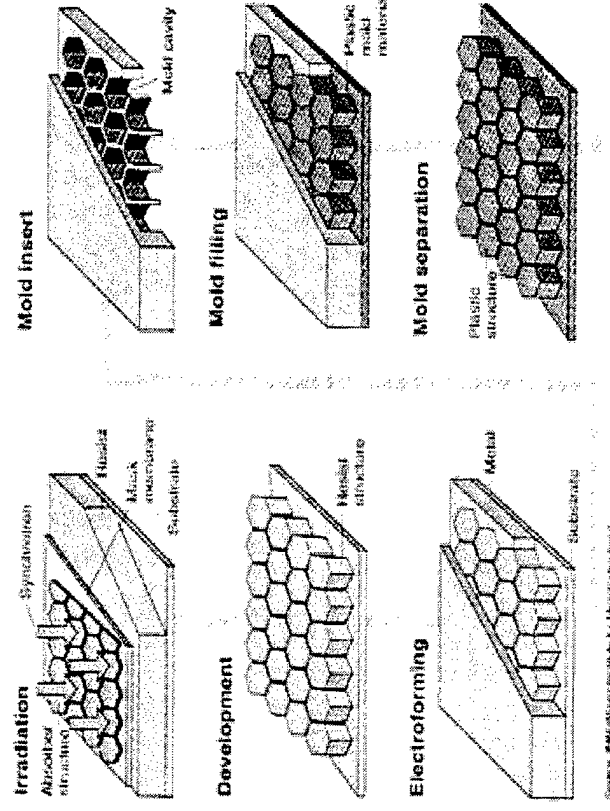 Irradiation
Absorber
structure
Synchrotron
Resist
Mask membrane
Substrate
Development
Resist
structure
Electroforming
Metal
Substrate
Mold insert
Mold cavity
Mold filling
Plastic
mold
material
Mold separation
Plastic
structure